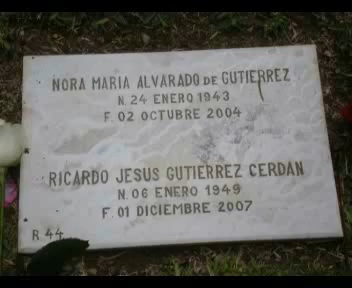 NORA MARIA ALVARADO DE GUTIERREZ
N. 24 ENERO 1943
F. 02 OCTUBRE 2004
RICARDO JESUS GUTIERREZ CERDAN
N. 06 ENERO 1949
F. 01 DICIEMBRE 2007
R. 44